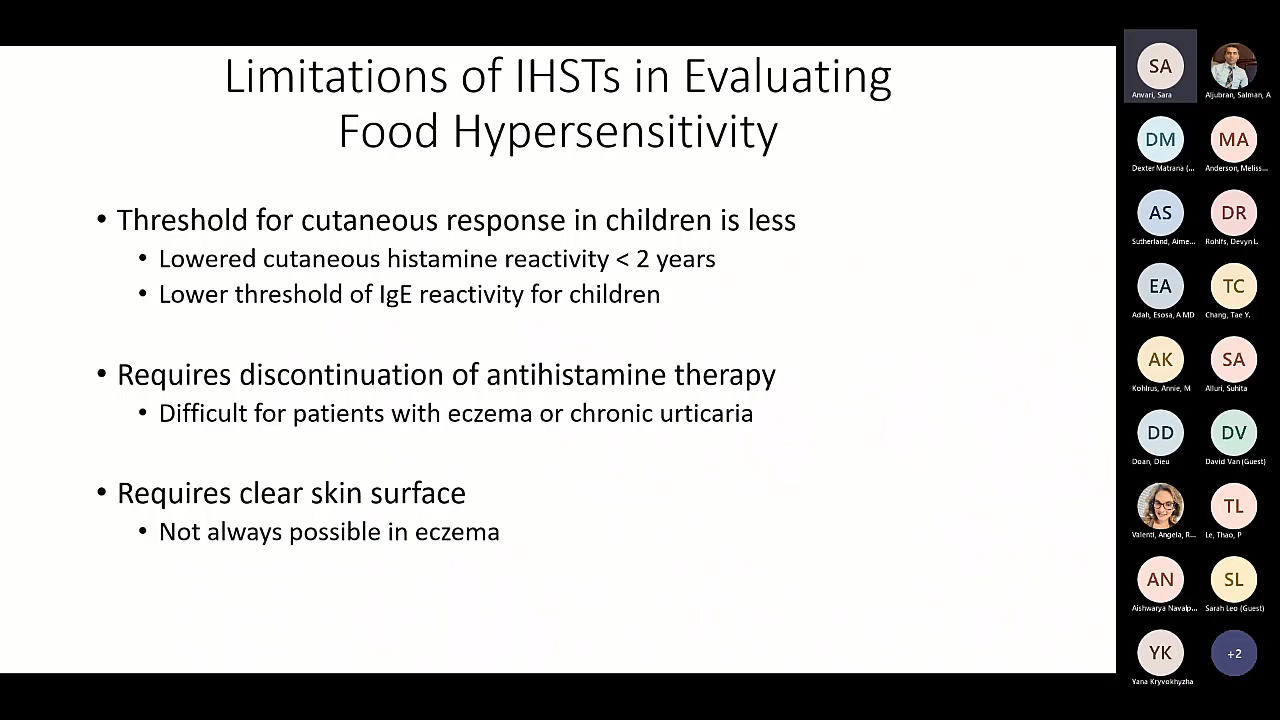 Limitations of IHSTs in Evaluating
Food Hypersensitivity
• Threshold for cutaneous response in children is less
• Lowered cutaneous histamine reactivity < 2 years
• Lower threshold of IgE reactivity for children
• Requires discontinuation of antihistamine therapy
• Difficult for patients with eczema or chronic urticaria
• Requires clear skin surface
• Not always possible in eczema
SA
Anvari, Sara
Aljubran, Salman, A
DM
Dexter Matrana (...
MA
Anderson, Meliss...
AS
Sutherland, Aime...
DR
Rohlfs, Devyn L.
EA
Adah, Esosa, A MD
TC
Chang, Tae Y.
AK
Kohlrus, Annie, M
SA
Alluri, Suhita
DD
Doan, Dieu
DV
David Van (Guest)
Valenti, Angela, R...
TL
Le, Thao, P
AN
Aishwarya Navalp...
SL
Sarah Leo (Guest)
YK
Yana Kryvokhyzha
+2